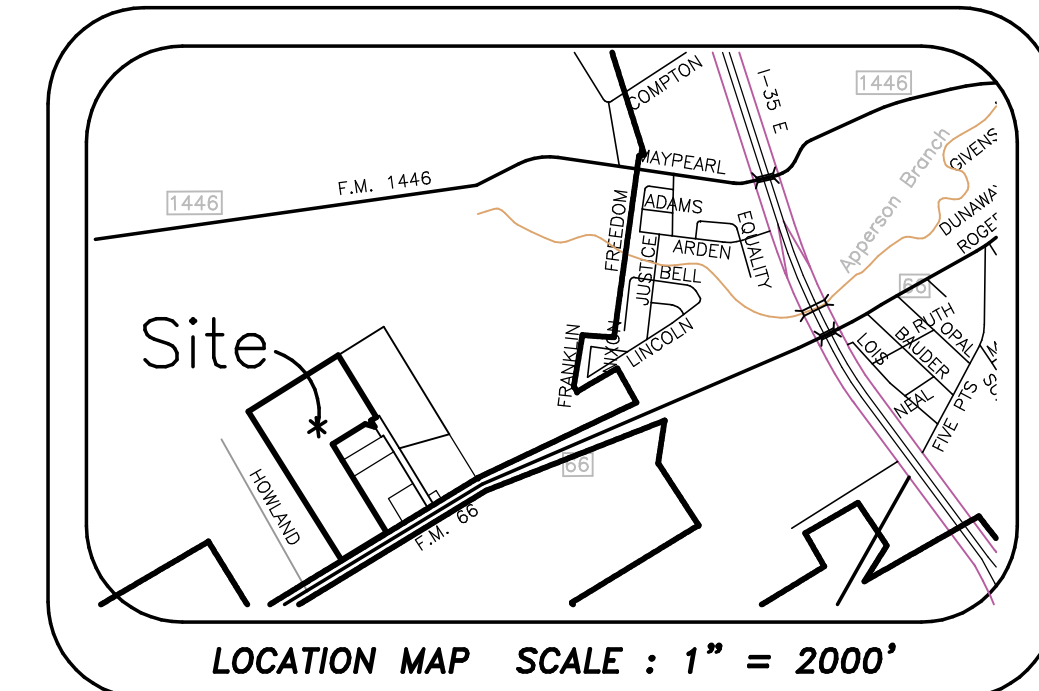 COMPTON
I-35 E
1446
MAYPEARL
GIVENS
F.M. 1446
1446
Apperson Branch
ADAMS
FREEDOM
EQUALITY
DUNAWAY
ARDEN
JUSTICE
BELL
66
Site
RUTH
OPAL
NIXON
LINCOLN
LOIS
BAUDER
FRANKLIN
NEAL
FIVE PTS
HOWLAND
66
F.M. 66
LOCATION MAP SCALE : 1" = 2000'